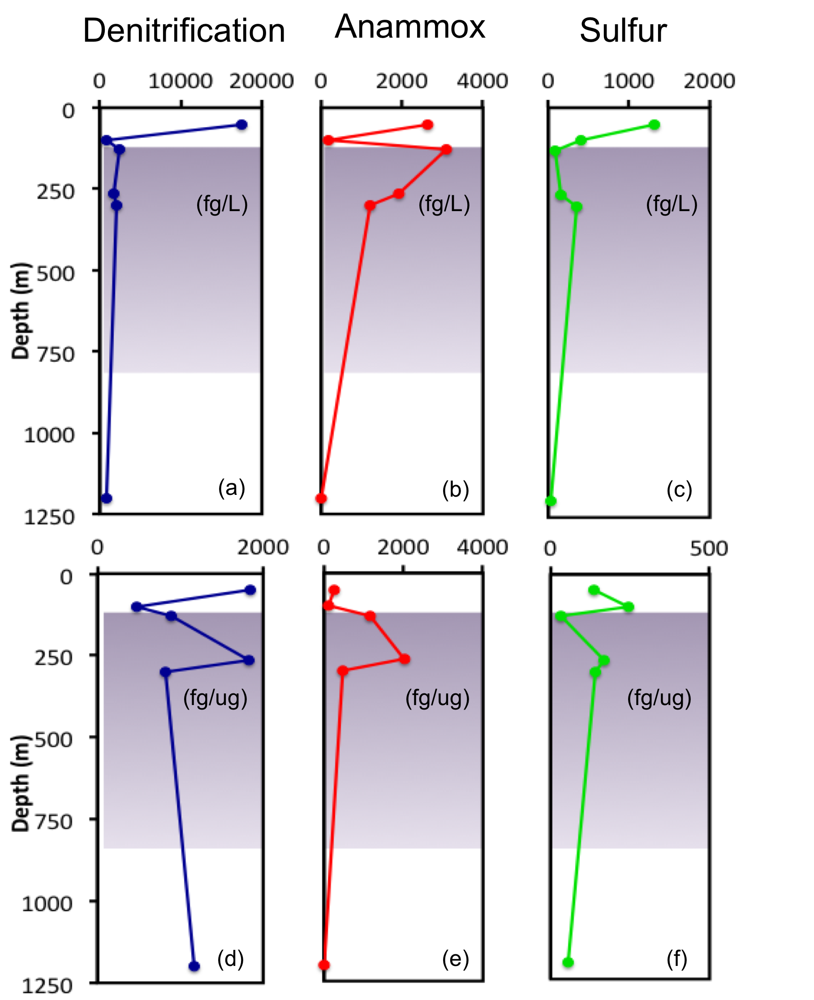 Denitrification Anammox Sulfur
0 10000 20000 0 2000 4000 0 1000 2000
0
250
(fg/L) (fg/L) (fg/L)
500
Depth (m)
750
1000
(a) (b) (c)
1250
0 2000 0 2000 4000 0 500
0
250
(fg/ug) (fg/ug) (fg/ug)
500
Depth (m)
750
1000
(d) (e) (f)
1250